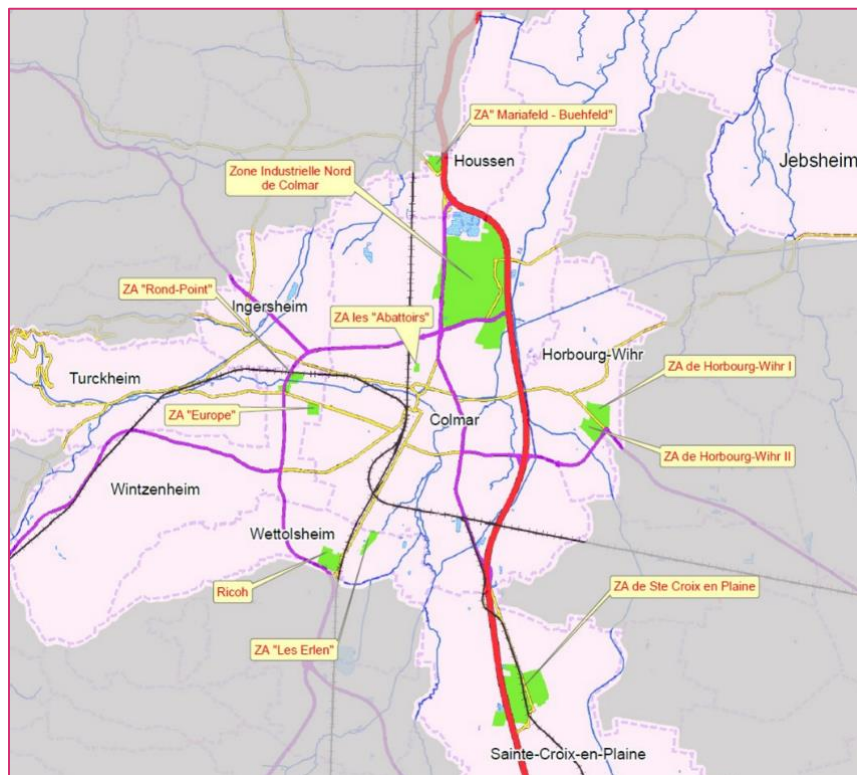 ZA" Mariafeld - Buehfeld"
Houssen
Jebsheim
Zone Industrielle Nord
de Colmar
ZA "Rond-Point"
Ingersheim
ZA les "Abattoirs"
Horbourg-Wihr
Turckheim
ZA de Horbourg-Wihr I
ZA "Europe"
Colmar
ZA de Horbourg-Wihr II
Wintzenheim
Wettolsheim
Ricoh
ZA de Ste Croix en Plaine
ZA "Les Erlen"
Sainte-Croix-en-Plaine